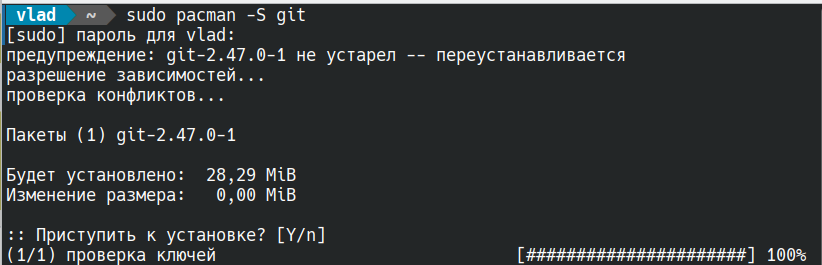 vlad ~ sudo pacman -S git
[sudo] пароль для vlad:
предупреждение: git-2.47.0-1 не устарел -- переустанавливается
разрешение зависимостей...
проверка конфликтов...
Пакеты (1) git-2.47.0-1
Будет установлено: 28,29 MiB
Изменение размера: 0,00 MiB
:: Приступить к установке? [Y/n]
(1/1) проверка ключей [######################] 100%